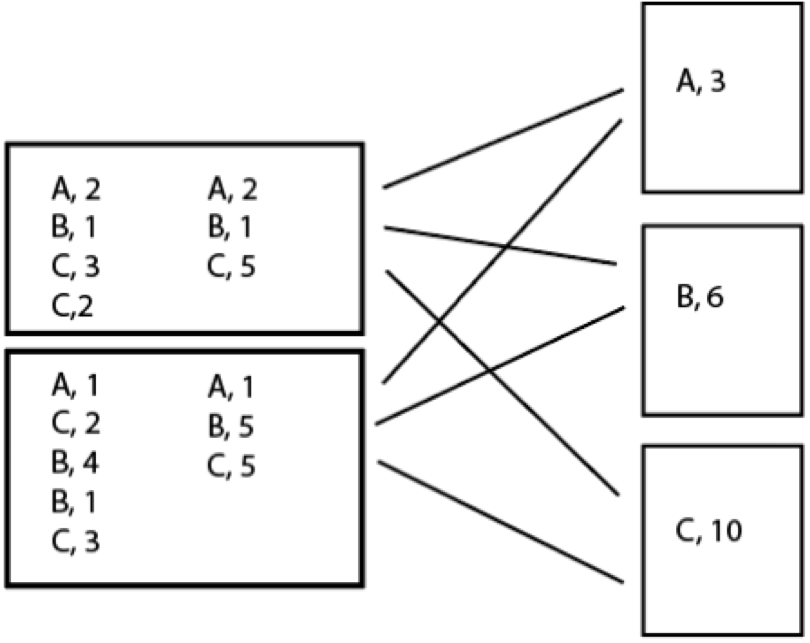 A, 2
B, 1
C, 3
C,2
A, 2
B, 1
C, 5
A, 1
C, 2
B, 4
B, 1
C, 3
A, 1
B, 5
C, 5
A, 3
B, 6
C, 10